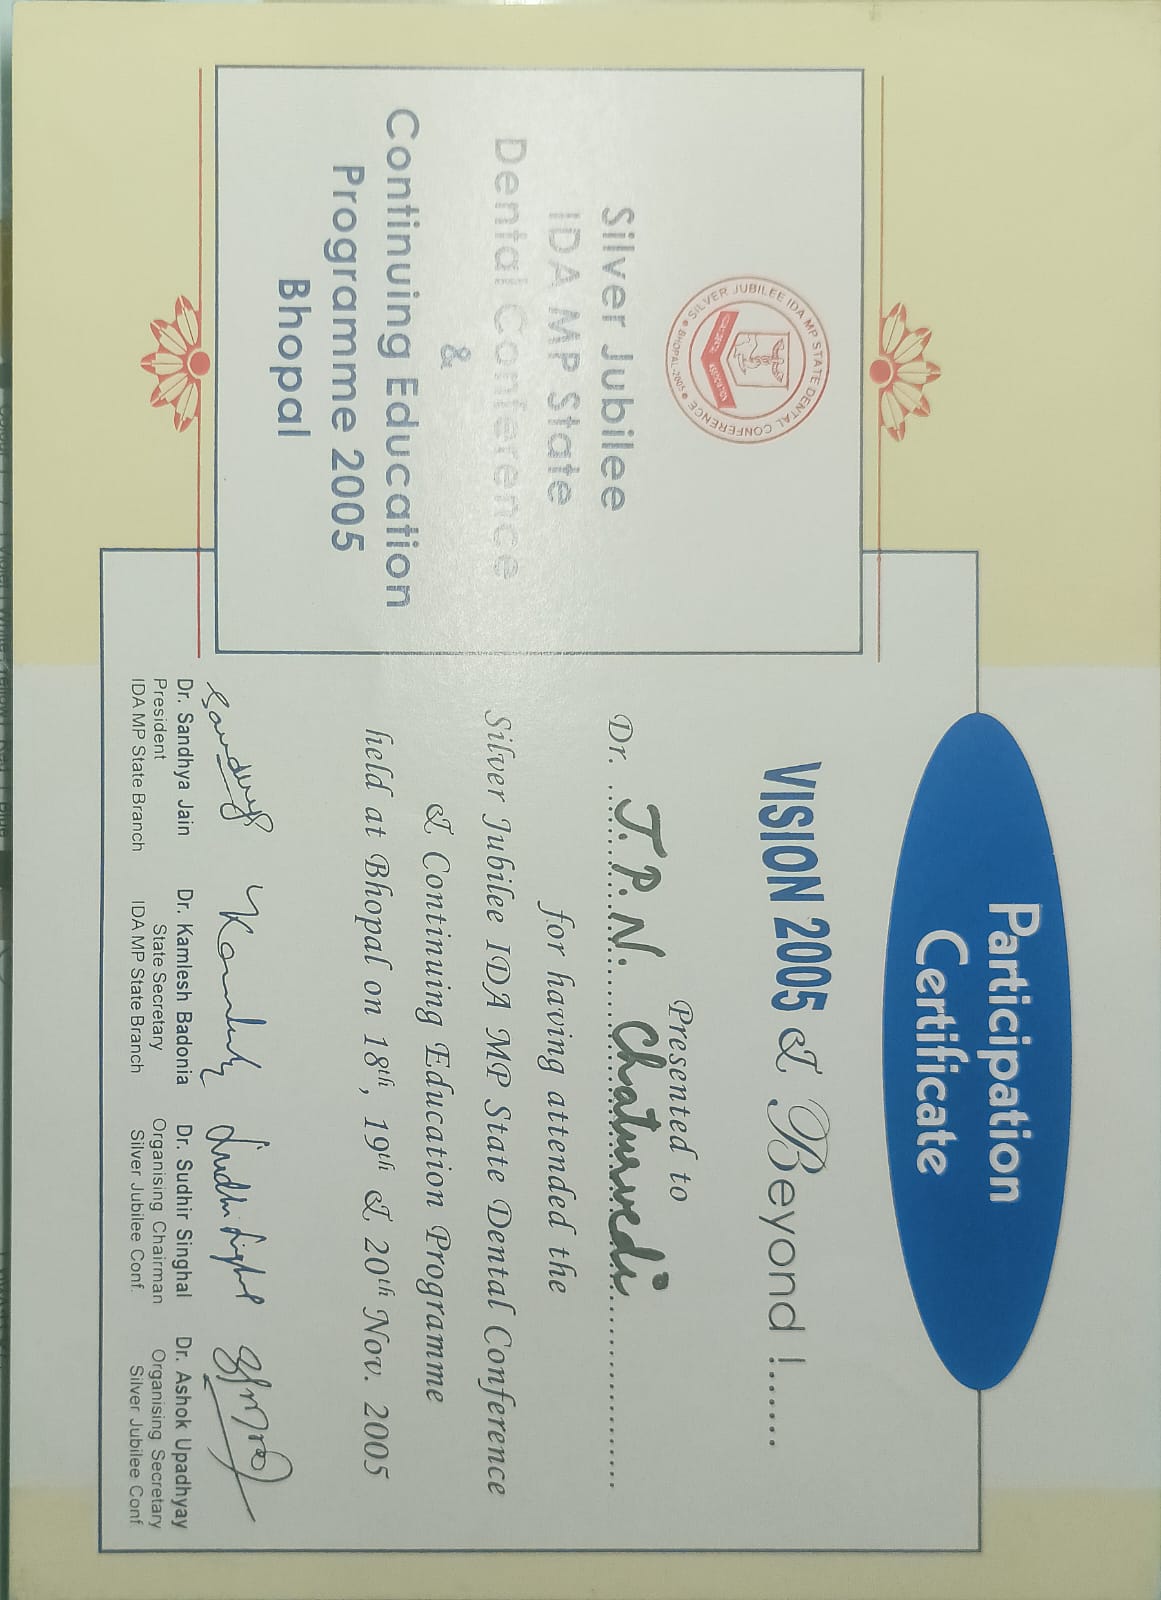 Participation
Certificate
SILVER JUBILEE IDA MP STATE DENTAL CONFERENCE
BHOPAL-2005
Silver Jubilee
IDA MP State
Dental Conference
&
Continuing Education
Programme 2005
Bhopal
VISION 2005 & Beyond !......
Presented to
Dr. J.P.N. Chaturvedi
for having attended the
Silver Jubilee IDA MP State Dental Conference
& Continuing Education Programme
held at Bhopal on 18th, 19th & 20th Nov. 2005
Dr. Sandhya Jain
President
IDA MP State Branch
Dr. Kamlesh Badonia
State Secretary
IDA MP State Branch
Dr. Sudhir Singhal
Organising Chairman
Silver Jubilee Conf.
Dr. Ashok Upadhyay
Organising Secretary
Silver Jubilee Conf